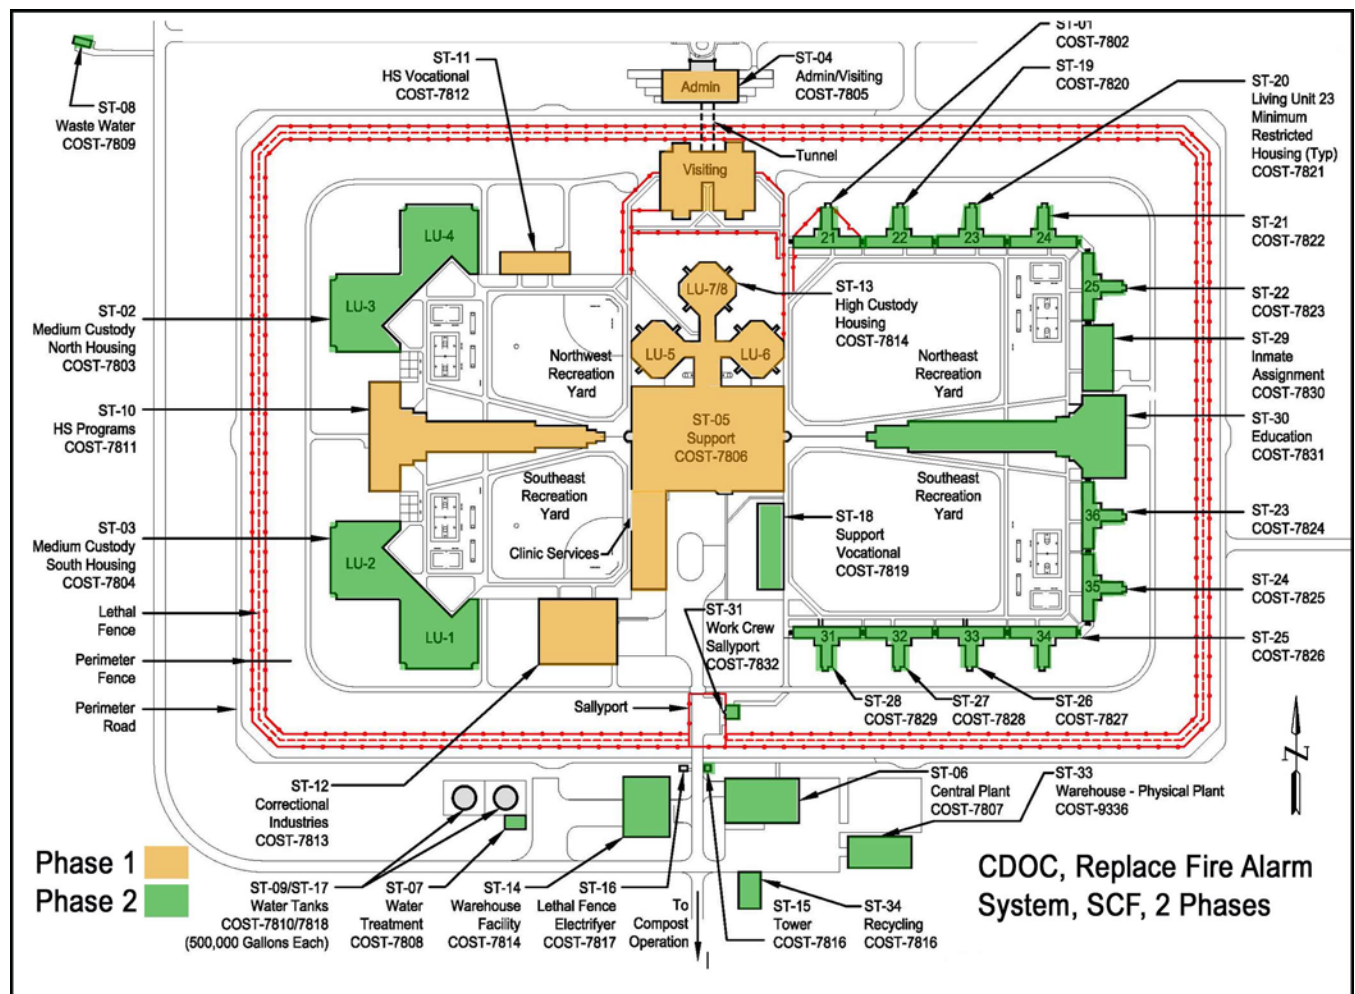 ST-01
COST-7802
ST-11
HS Vocational
COST-7812
ST-04
Admin/Visiting
COST-7805
ST-19
COST-7820
ST-20
Living Unit 23
Minimum
Restricted
Housing (Typ)
COST-7821
Admin
ST-08
Waste Water
COST-7809
Tunnel
Visiting
ST-21
COST-7822
LU-4
21
22
23
24
LU-7/8
ST-13
High Custody
Housing
COST-7814
25
ST-22
COST-7823
LU-3
ST-02
Medium Custody
North Housing
COST-7803
Northwest
Recreation
Yard
LU-5
LU-6
Northeast
Recreation
Yard
ST-29
Inmate
Assignment
COST-7830
ST-10
HS Programs
COST-7811
ST-05
Support
COST-7806
ST-30
Education
COST-7831
Southeast
Recreation
Yard
Southeast
Recreation
Yard
ST-03
Medium Custody
South Housing
COST-7804
Clinic Services
ST-18
Support
Vocational
COST-7819
36
ST-23
COST-7824
LU-2
35
ST-24
COST-7825
Lethal
Fence
LU-1
ST-31
Work Crew
Sallyport
COST-7832
31
32
33
34
ST-25
COST-7826
Perimeter
Fence
Perimeter
Road
Sallyport
ST-28
COST-7829
ST-27
COST-7828
ST-26
COST-7827
N
ST-12
Correctional
Industries
COST-7813
ST-06
Central Plant
COST-7807
ST-33
Warehouse - Physical Plant
COST-9336
Phase 1
Phase 2
CDOC, Replace Fire Alarm
System, SCF, 2 Phases
ST-09/ST-17
Water Tanks
COST-7810/7818
(500,000 Gallons Each)
ST-07
Water
Treatment
COST-7808
ST-14
Warehouse
Facility
COST-7814
ST-16
Lethal Fence
Electrifyer
COST-7817
To
Compost
Operation
ST-15
Tower
COST-7816
ST-34
Recycling
COST-7816